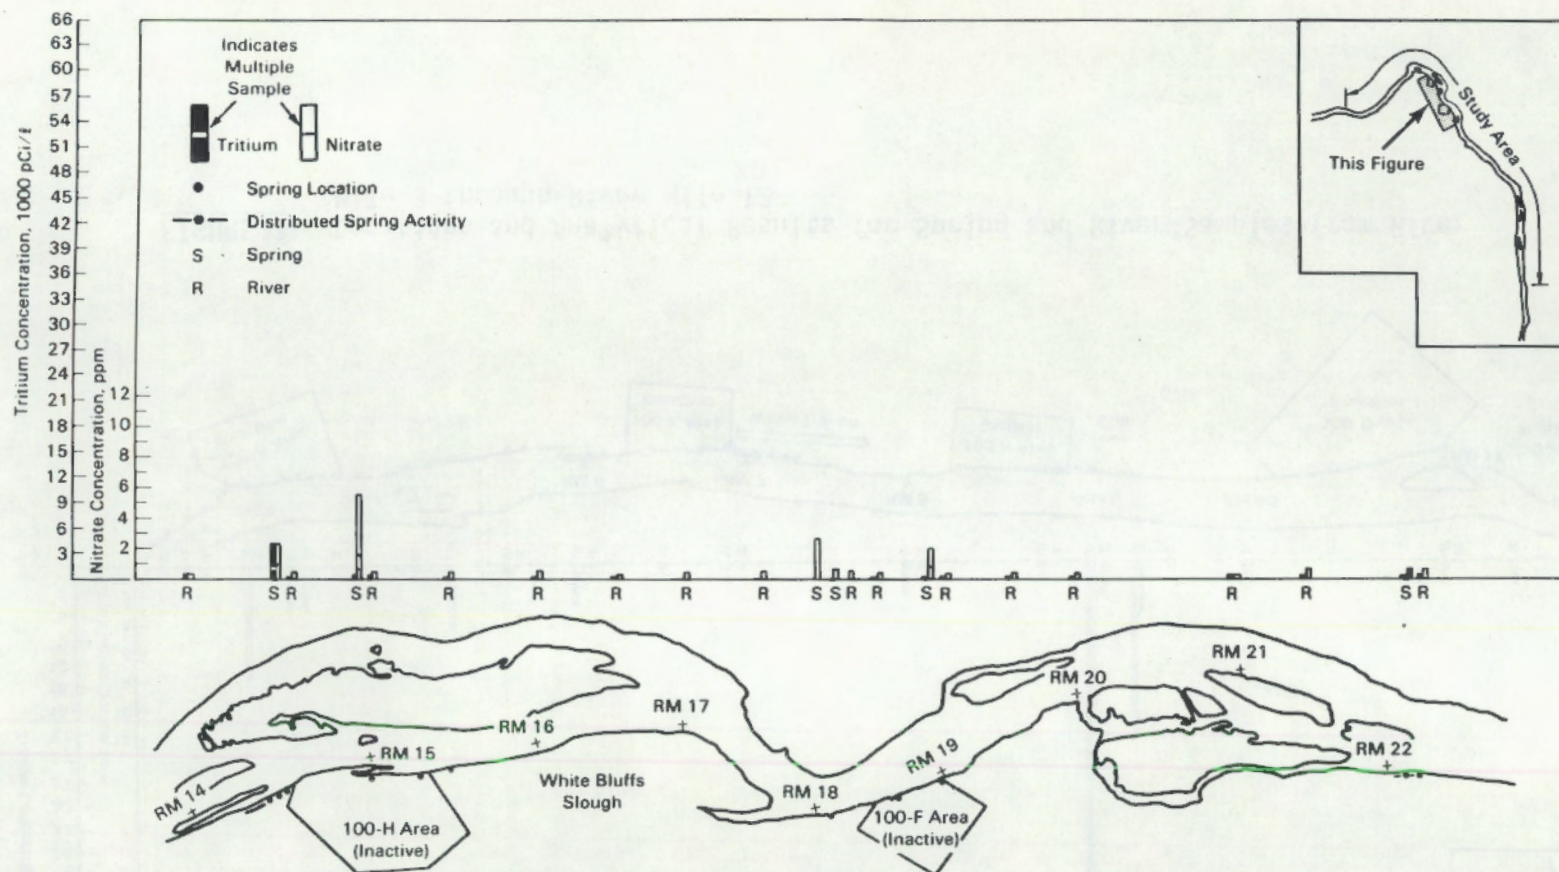 Tritium Concentration, 1000 pCi/ℓ
66
63
60
57
54
51
48
45
42
39
36
33
30
27
24
21
18
15
12
9
6
3
Nitrate Concentration, ppm
12
10
8
6
4
2
Indicates
Multiple
Sample
Tritium
Nitrate
Spring Location
Distributed Spring Activity
S Spring
R River
Study Area
This Figure
R S R S R R R R R R S S R R S R R R R R S R
RM 14
RM 15
RM 16
RM 17
RM 18
RM 19
RM 20
RM 21
RM 22
White Bluffs
Slough
100-H Area
(Inactive)
100-F Area
(Inactive)